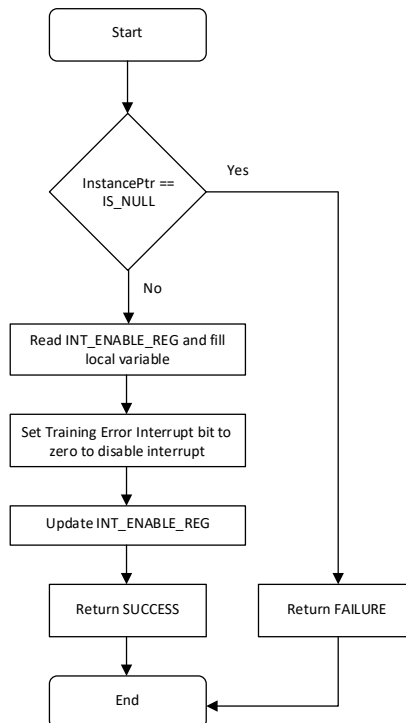 Start
InstancePtr ==
IS_NULL
Yes
No
Read INT_ENABLE_REG and fill
local variable
Set Training Error Interrupt bit to
zero to disable interrupt
Update INT_ENABLE_REG
Return SUCCESS
Return FAILURE
End